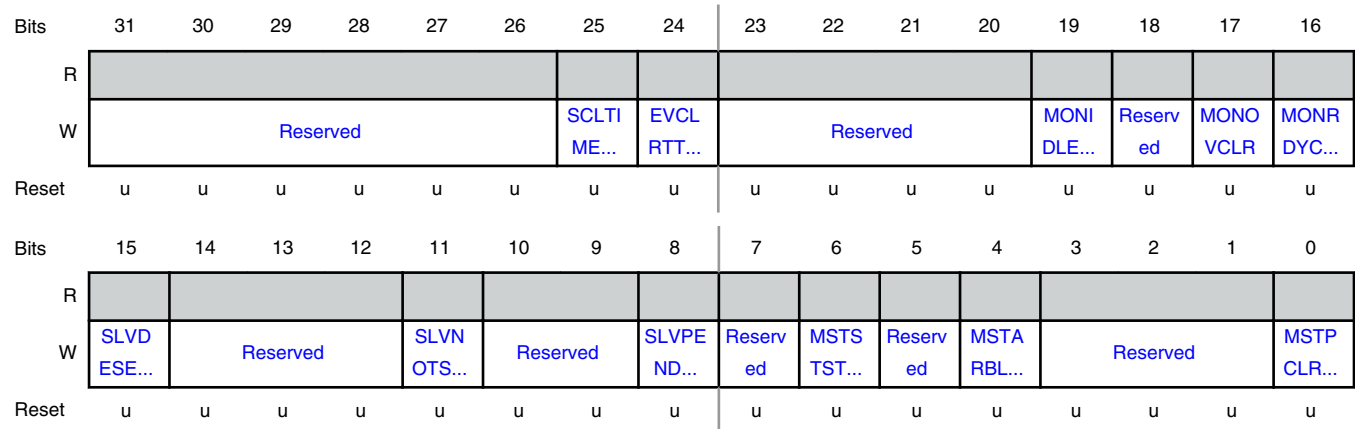 Bits 31 30 29 28 27 26 25 24 23 22 21 20 19 18 17 16
R
W Reserved SCLTI ME... EVCL RTT... Reserved MONI DLE... Reserv ed MONO VCLR MONR DYC...
Reset u u u u u u u u u u u u u u u u
Bits 15 14 13 12 11 10 9 8 7 6 5 4 3 2 1 0
R
W SLVD ESE... Reserved SLVN OTS... Reserved SLVPE ND... Reserv ed MSTS TST... Reserv ed MSTA RBL... Reserved MSTP CLR...
Reset u u u u u u u u u u u u u u u u